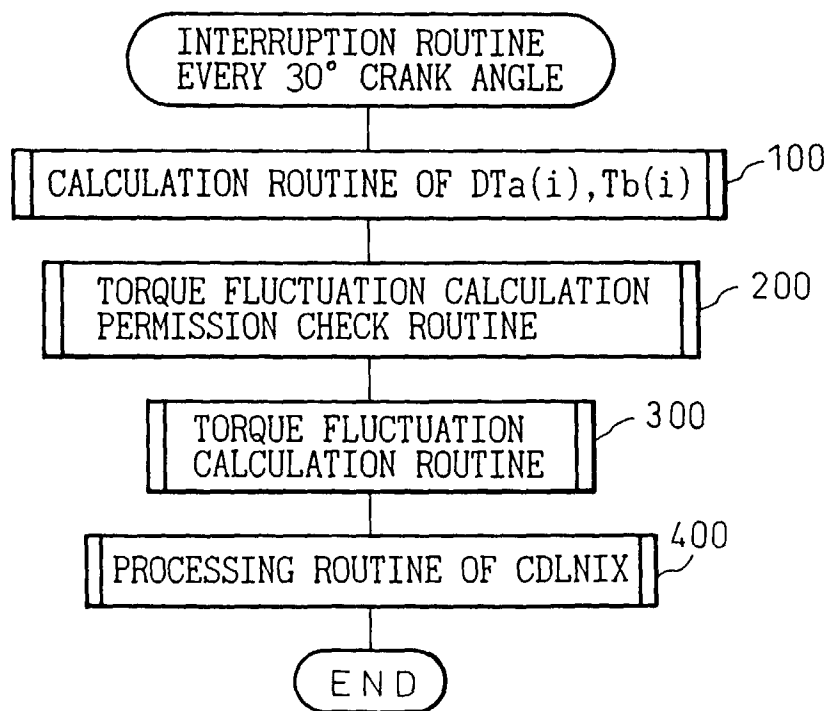 INTERRUPTION ROUTINE
EVERY 30° CRANK ANGLE
CALCULATION ROUTINE OF DTa(i),Tb(i)
100
TORQUE FLUCTUATION CALCULATION
PERMISSION CHECK ROUTINE
200
TORQUE FLUCTUATION
CALCULATION ROUTINE
300
PROCESSING ROUTINE OF CDLNIX
400
END